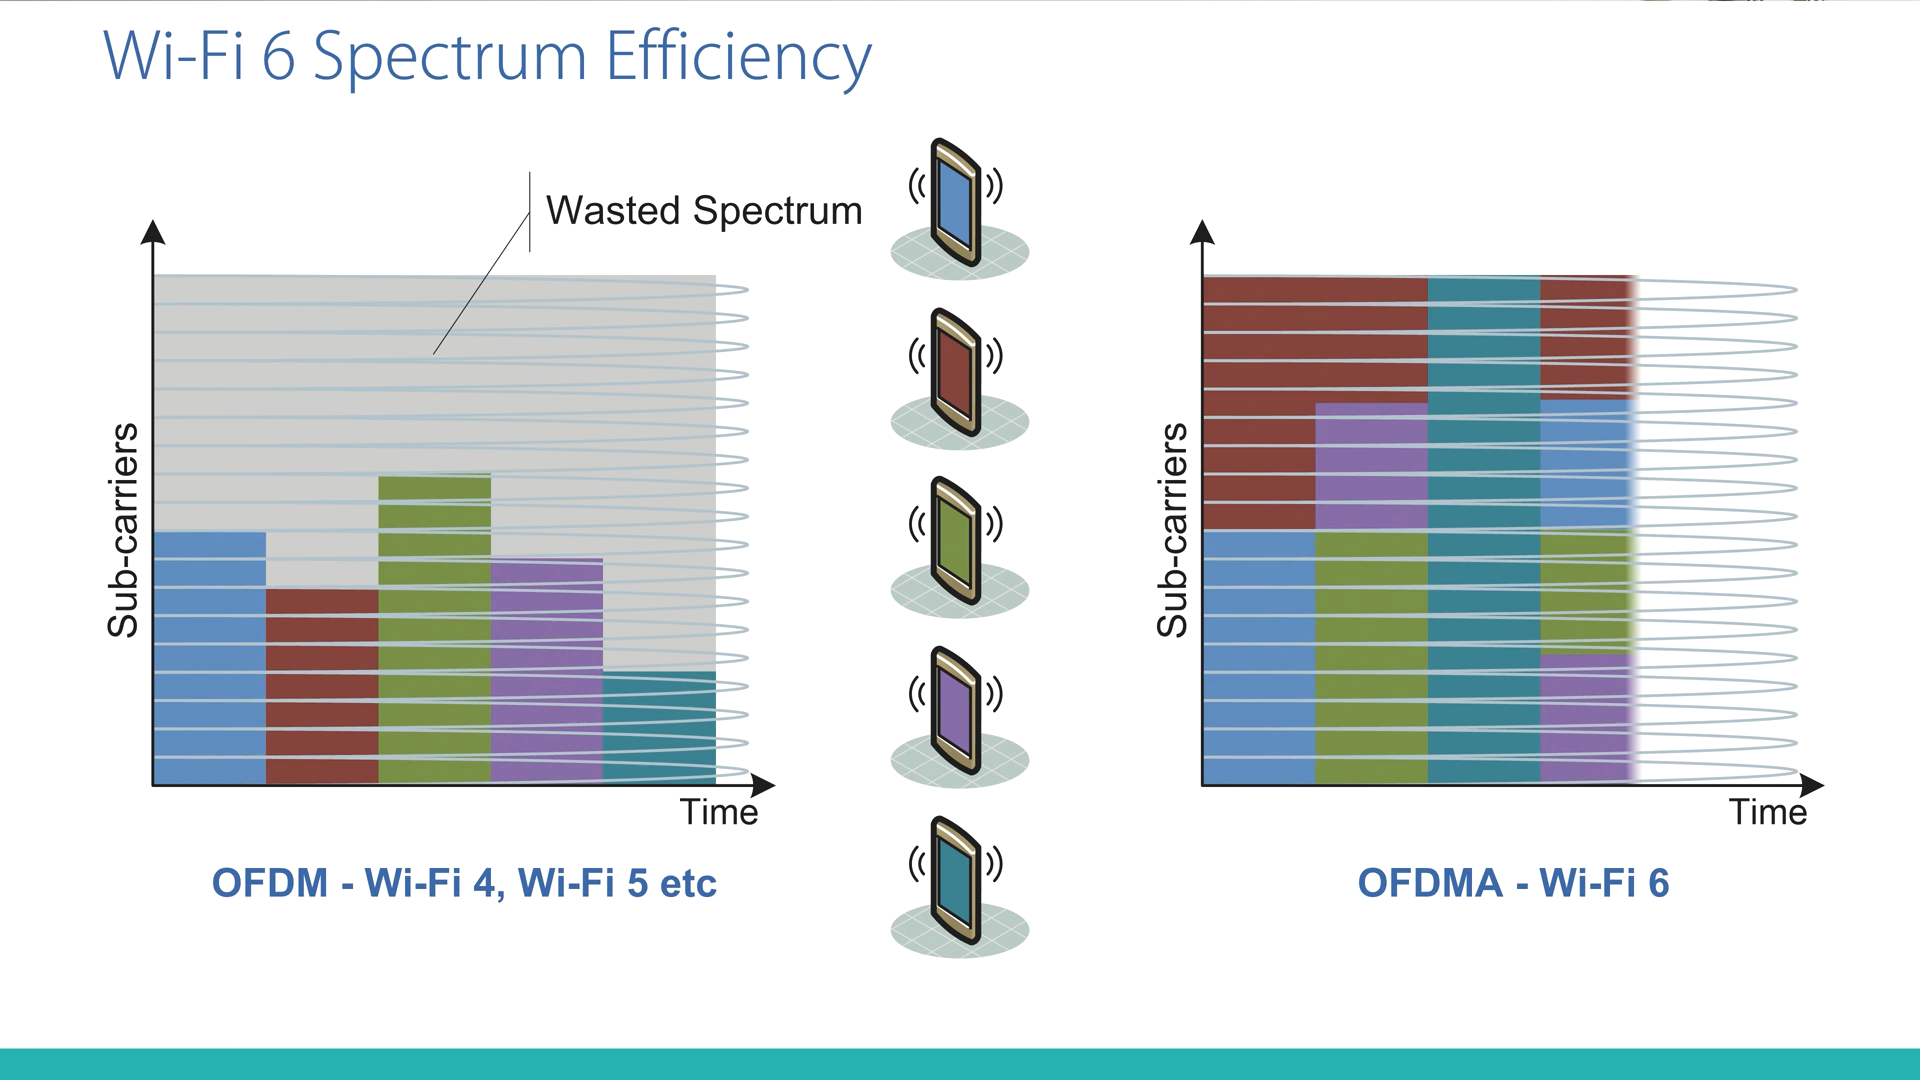 Wi-Fi 6 Spectrum Efficiency
Wasted Spectrum
Sub-carriers
Time
OFDM - Wi-Fi 4, Wi-Fi 5 etc
Sub-carriers
Time
OFDMA - Wi-Fi 6